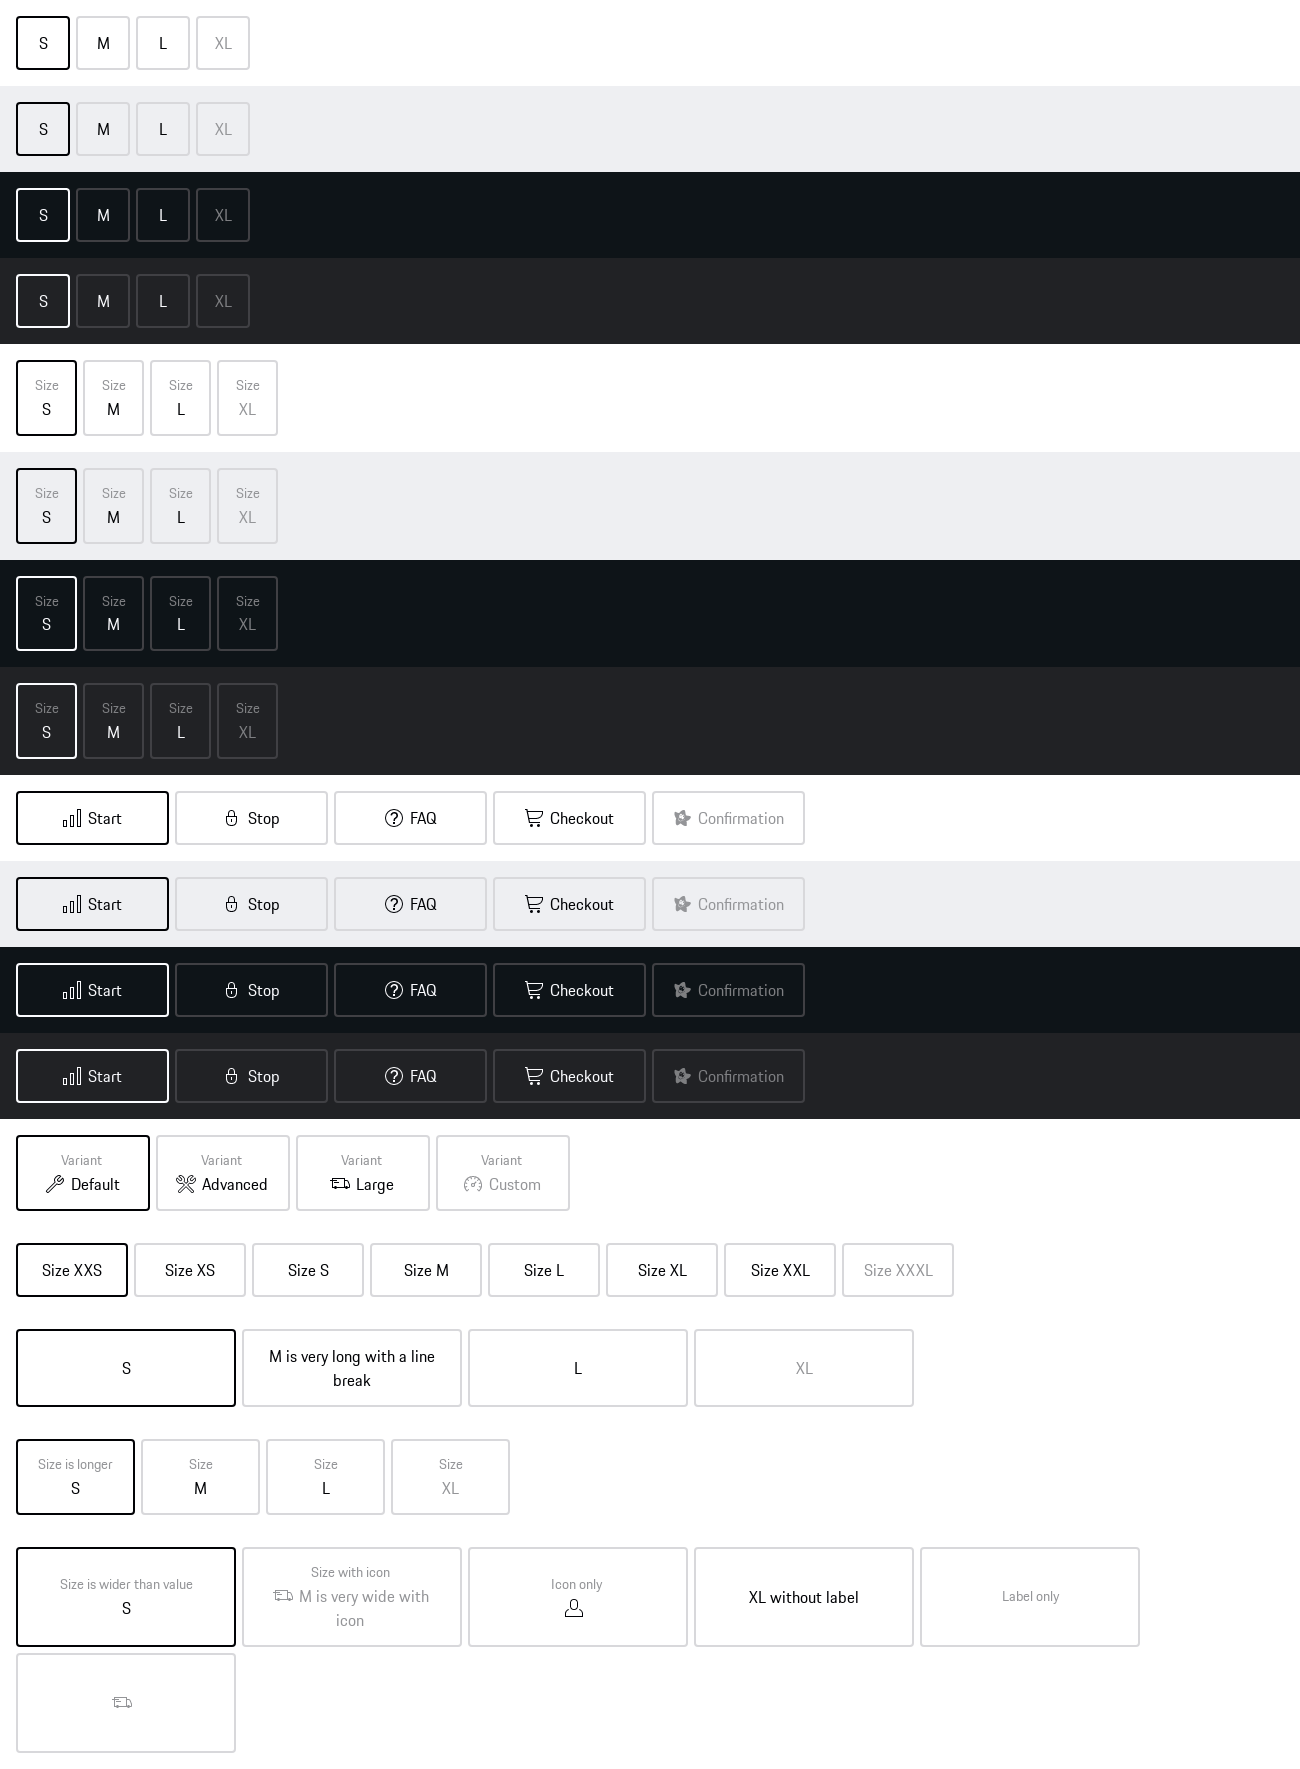 S M L XL
S M L XL
S M L XL
S M L XL
Size Size Size Size
S M L XL
Size Size Size Size
S M L XL
Size Size Size Size
S M L XL
Size Size Size Size
S M L XL
Start Stop FAQ Checkout Confirmation
Start Stop FAQ Checkout Confirmation
Start Stop FAQ Checkout Confirmation
Start Stop FAQ Checkout Confirmation
Variant Variant Variant Variant
Default Advanced Large Custom
Size XXS Size XS Size S Size M Size L Size XL Size XXL Size XXXL
S
M is very long with a line
break
L
XL
Size is longer Size Size Size
S M L XL
Size is wider than value
S
Size with icon
M is very wide with
icon
Icon only
XL without label
Label only